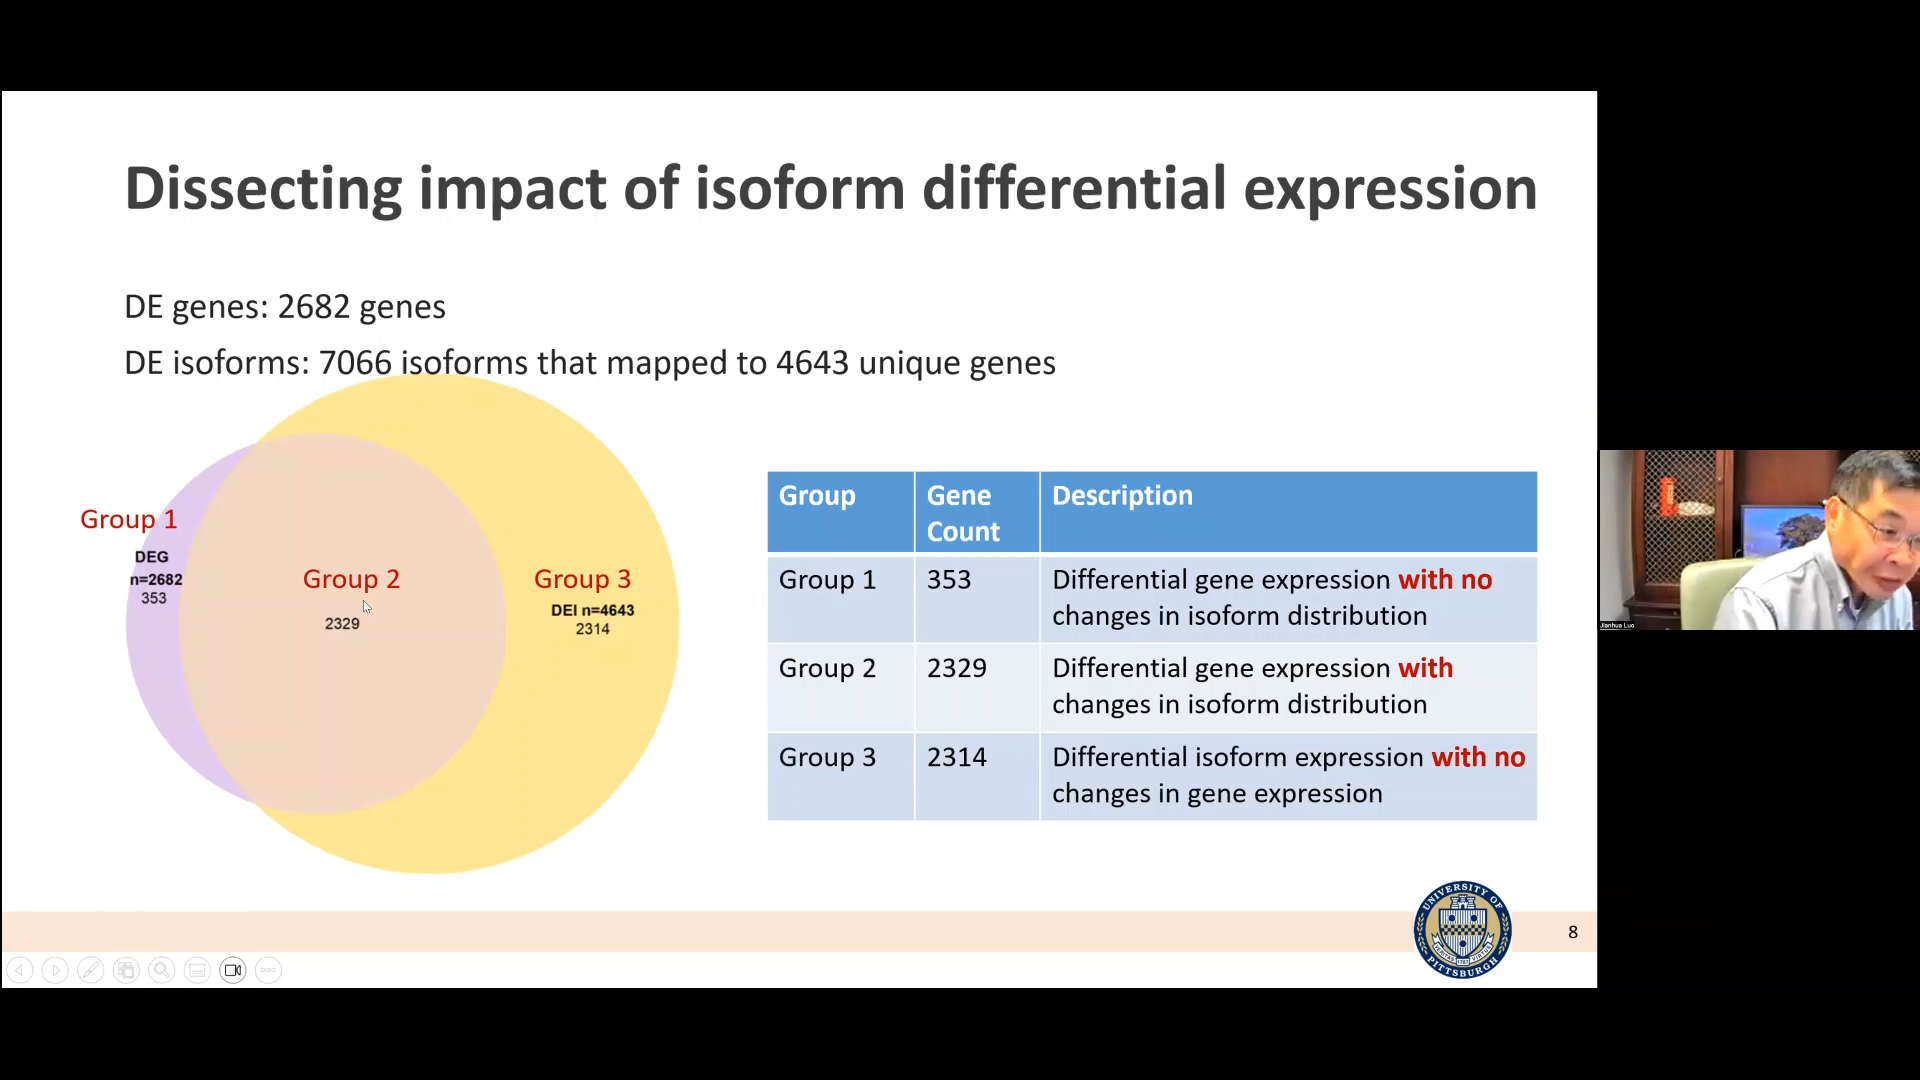 Dissecting impact of isoform differential expression
DE genes: 2682 genes
DE isoforms: 7066 isoforms that mapped to 4643 unique genes
Group 1
DEG
n=2682
353
Group 2
2329
Group 3
DEI n=4643
2314
Group
Gene
Count
Description
Group 1
353
Differential gene expression with no
changes in isoform distribution
Group 2
2329
Differential gene expression with
changes in isoform distribution
Group 3
2314
Differential isoform expression with no
changes in gene expression
UNIVERSITY OF
PITTSBURGH
8
Jianhua Luo